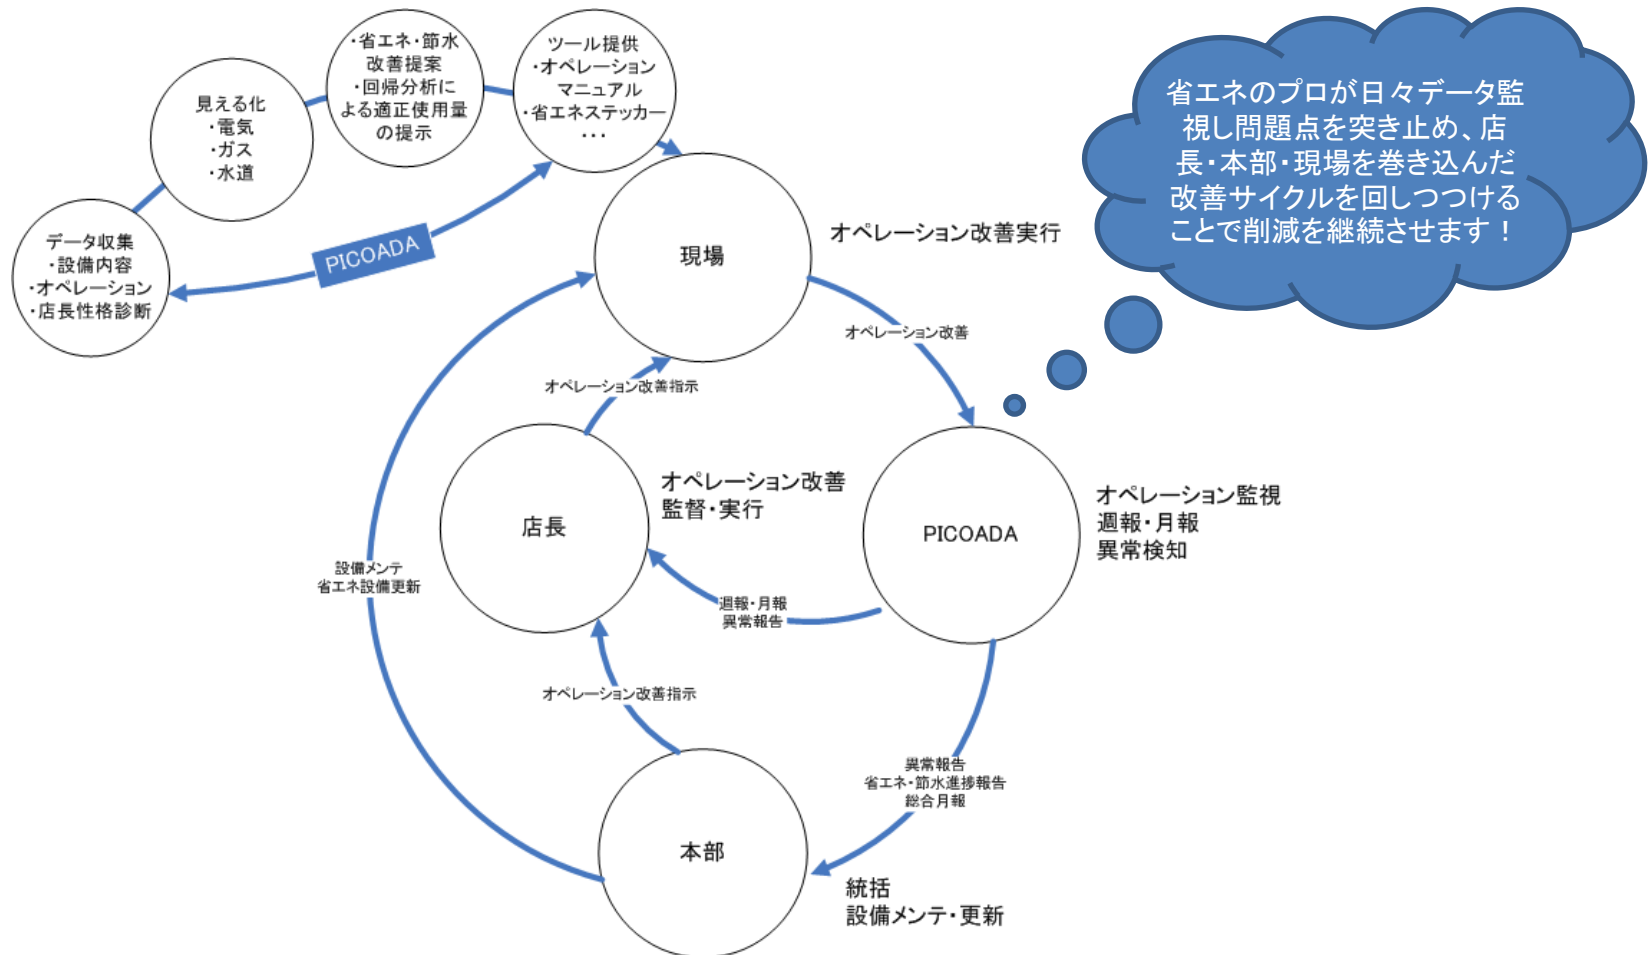 データ収集
・設備内容
・オペレーション
・店長性格診断
見える化
・電気
・ガス
・水道
・省エネ・節水
改善提案
・回帰分析に
よる適正使用量
の提示
ツール提供
・オペレーション
マニュアル
・省エネステッカー
・・・
PICOADA
省エネのプロが日々データ監
視し問題点を突き止め、店
長・本部・現場を巻き込んだ
改善サイクルを回しつつける
ことで削減を継続させます！
現場
オペレーション改善実行
オペレーション改善
オペレーション改善指示
店長
オペレーション改善
監督・実行
PICOADA
オペレーション監視
週報・月報
異常検知
設備メンテ
省エネ設備更新
週報・月報
異常報告
オペレーション改善指示
異常報告
省エネ・節水進捗報告
総合月報
本部
統括
設備メンテ・更新